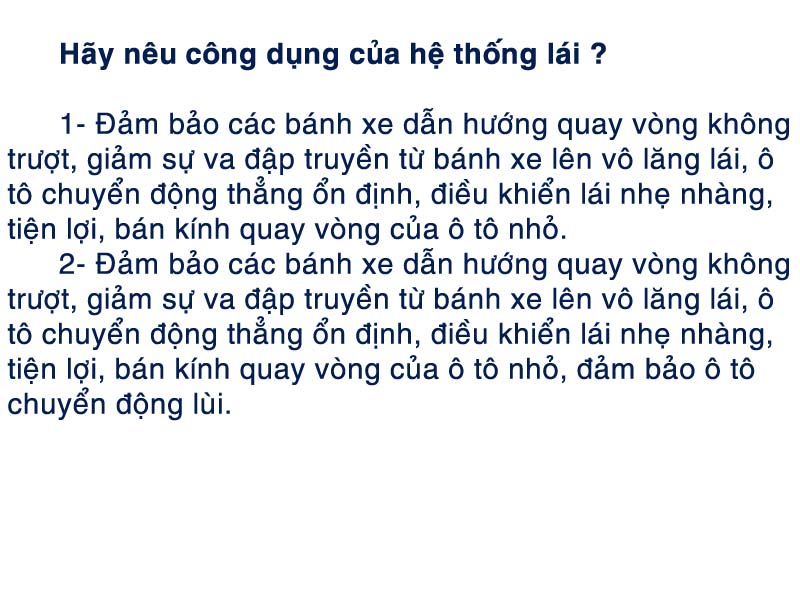 Hãy nêu công dụng của hệ thống lái ?
1- Đảm bảo các bánh xe dẫn hướng quay vòng không
trượt, giảm sự va đập truyền từ bánh xe lên vô lăng lái, ô
tô chuyển động thẳng ổn định, điều khiển lái nhẹ nhàng,
tiện lợi, bán kính quay vòng của ô tô nhỏ.
2- Đảm bảo các bánh xe dẫn hướng quay vòng không
trượt, giảm sự va đập truyền từ bánh xe lên vô lăng lái, ô
tô chuyển động thẳng ổn định, điều khiển lái nhẹ nhàng,
tiện lợi, bán kính quay vòng của ô tô nhỏ, đảm bảo ô tô
chuyển động lùi.